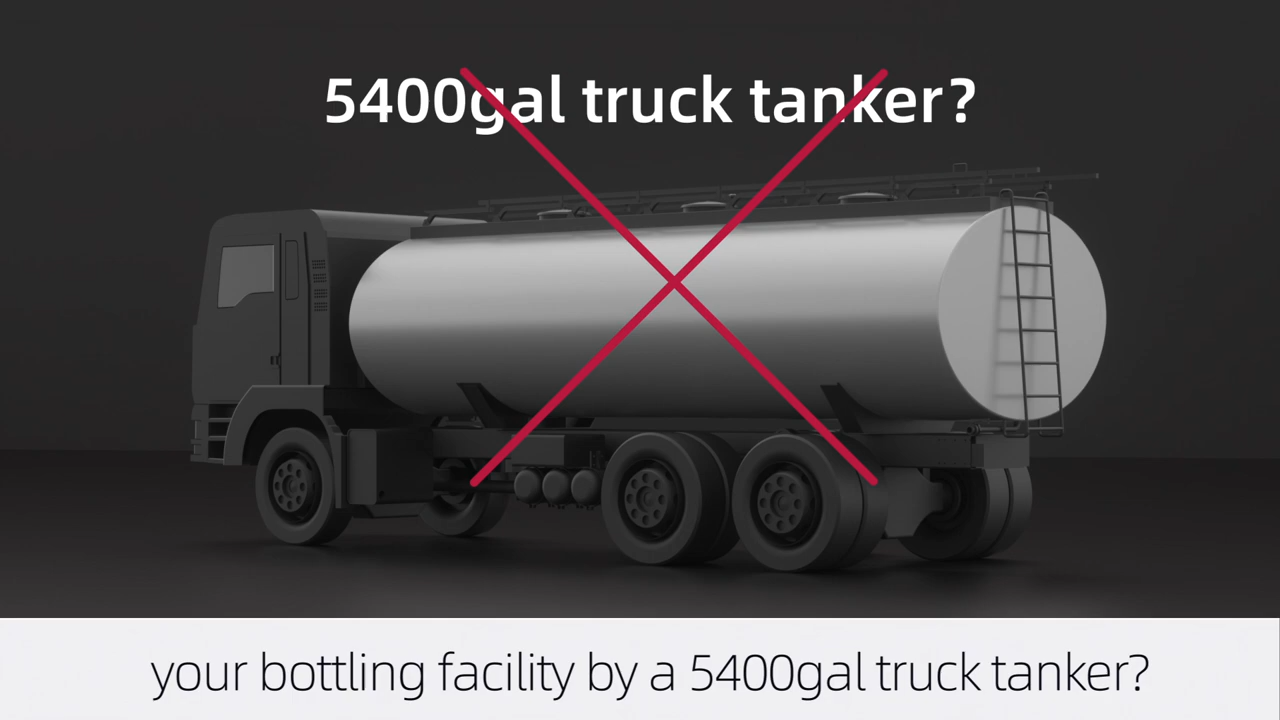 5400gal truck tanker?
your bottling facility by a 5400gal truck tanker?